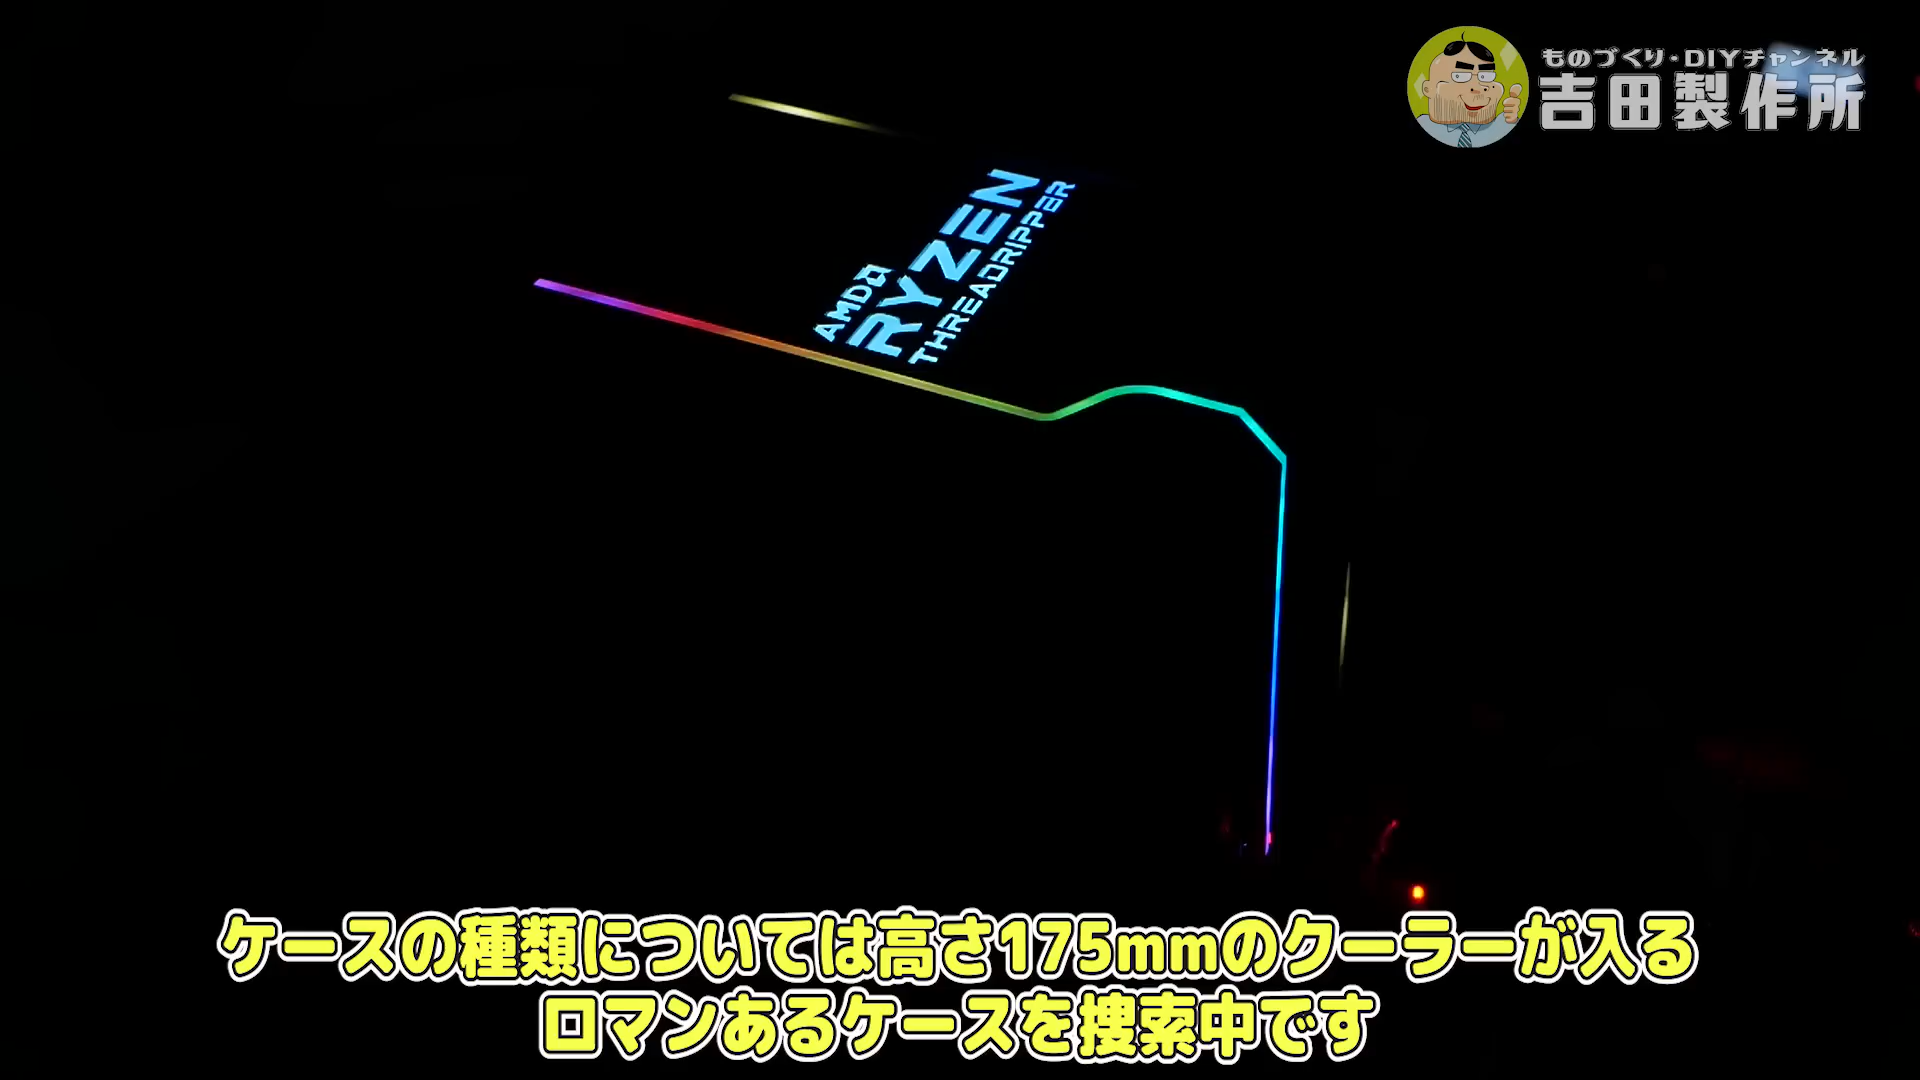 ものづくり・DIYチャンネル
吉田製作所
AMD
RYZEN
THREADRIPPER
ケースの種類については高さ175mmのクーラーが入る
ロマンあるケースを捜索中です